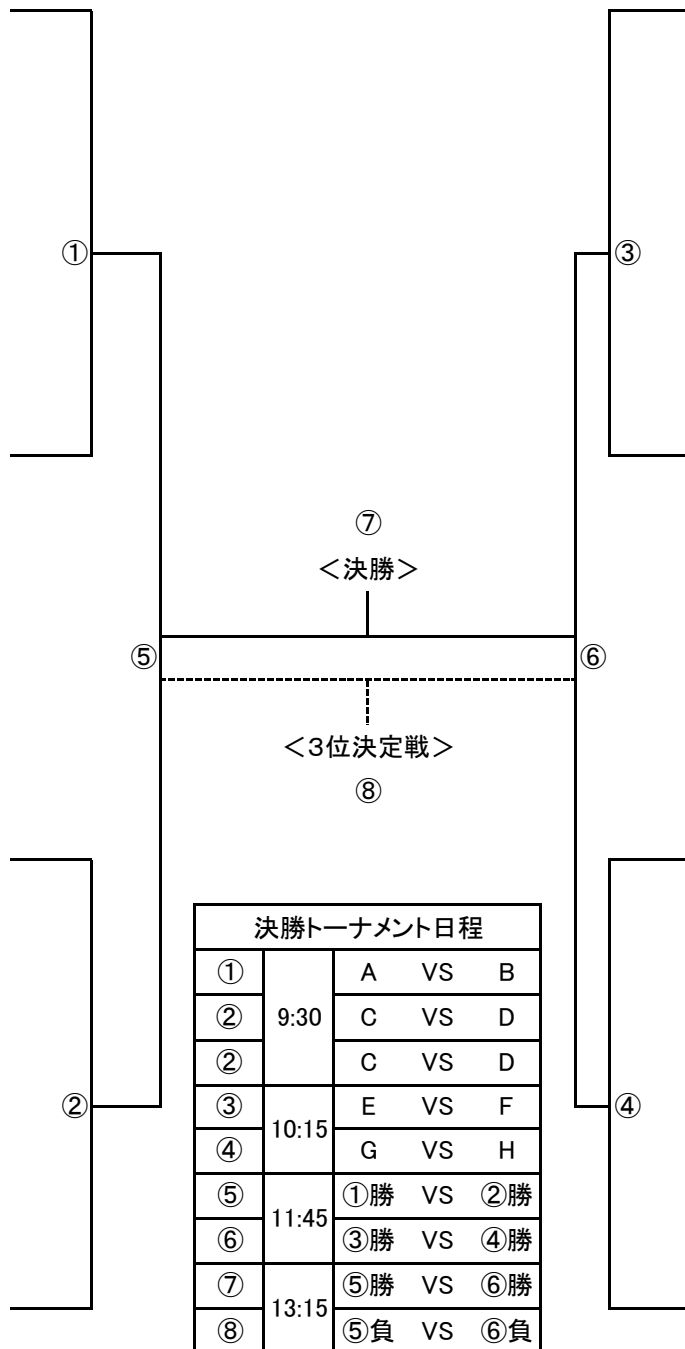 ① ③
⑦
＜決勝＞
⑤ ⑥
＜3位決定戦＞
⑧
② ④
決勝トーナメント日程
① 9:30 A VS B
② C VS D
② C VS D
③ 10:15 E VS F
④ G VS H
⑤ 11:45 ①勝 VS ②勝
⑥ ③勝 VS ④勝
⑦ 13:15 ⑤勝 VS ⑥勝
⑧ ⑤負 VS ⑥負